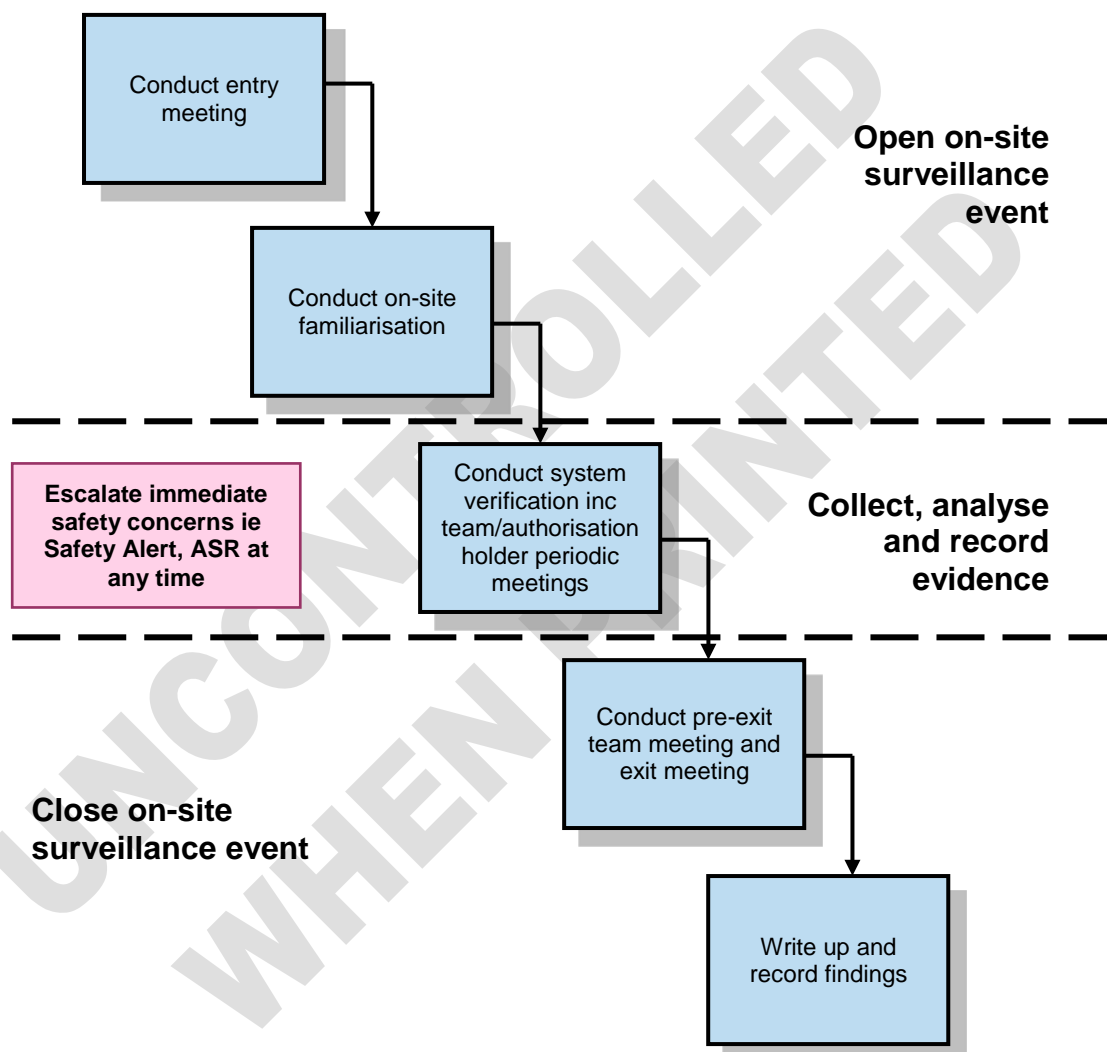 Conduct entry
meeting
Open on-site
surveillance
event
Conduct on-site
familiarisation
Escalate immediate
safety concerns ie
Safety Alert, ASR at
any time
Conduct system
verification inc
team/authorisation
holder periodic
meetings
Collect, analyse
and record
evidence
Conduct pre-exit
team meeting and
exit meeting
Close on-site
surveillance event
Write up and
record findings
UNCONTROLLED
WHEN PRINTED